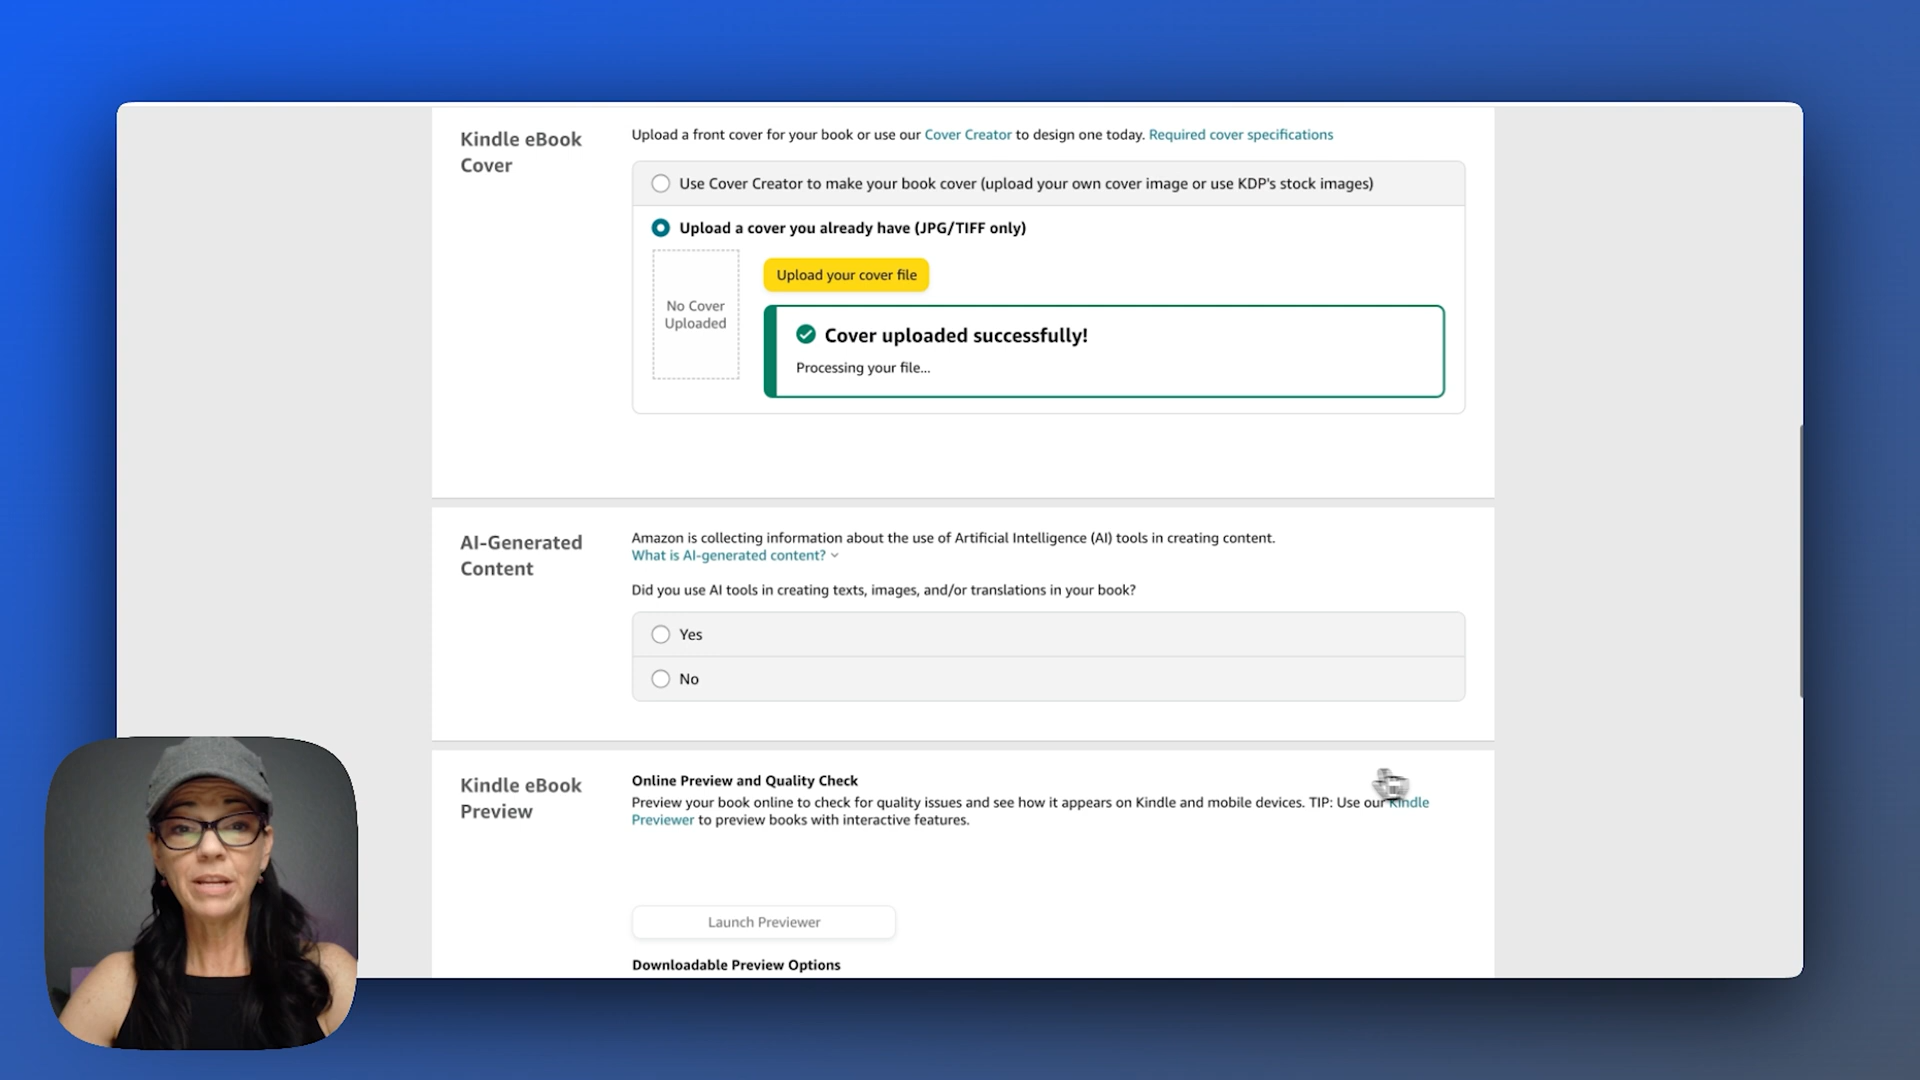 Kindle eBook
Cover
Upload a front cover for your book or use our Cover Creator to design one today. Required cover specifications
Use Cover Creator to make your book cover (upload your own cover image or use KDP's stock images)
Upload a cover you already have (JPG/TIFF only)
No Cover
Uploaded
Upload your cover file
Cover uploaded successfully!
Processing your file...
AI-Generated
Content
Amazon is collecting information about the use of Artificial Intelligence (AI) tools in creating content.
What is AI-generated content?
Did you use AI tools in creating texts, images, and/or translations in your book?
Yes
No
Kindle eBook
Preview
Online Preview and Quality Check
Preview your book online to check for quality issues and see how it appears on Kindle and mobile devices. TIP: Use our Kindle
Previewer to preview books with interactive features.
Launch Previewer
Downloadable Preview Options